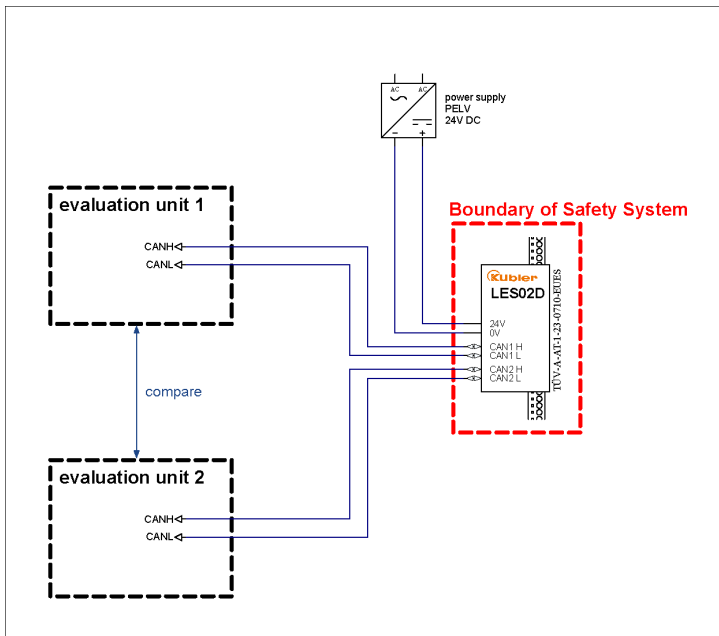 AC AC
power supply
PELV
24V DC
- +
evaluation unit 1
CANH
CANL
Boundary of Safety System
Kübler
LES02D
24V
0V
CAN1 H
CAN1 L
CAN2 H
CAN2 L
TÜV-A-AT-1-23-0710-EUES
compare
evaluation unit 2
CANH
CANL